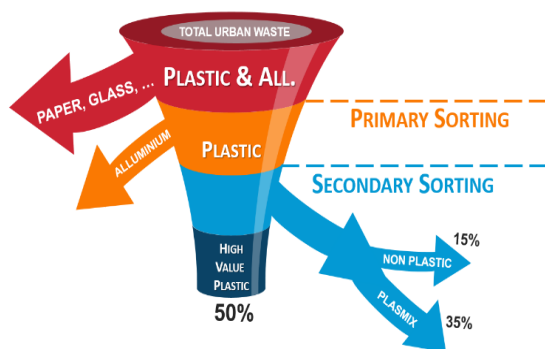 TOTAL URBAN WASTE
PLASTIC & ALL.
PAPER, GLASS, ...
PRIMARY SORTING
ALLUMINIUM
PLASTIC
SECONDARY SORTING
15%
NON PLASTIC
HIGH
VALUE
PLASTIC
PLASMIX
50%
35%